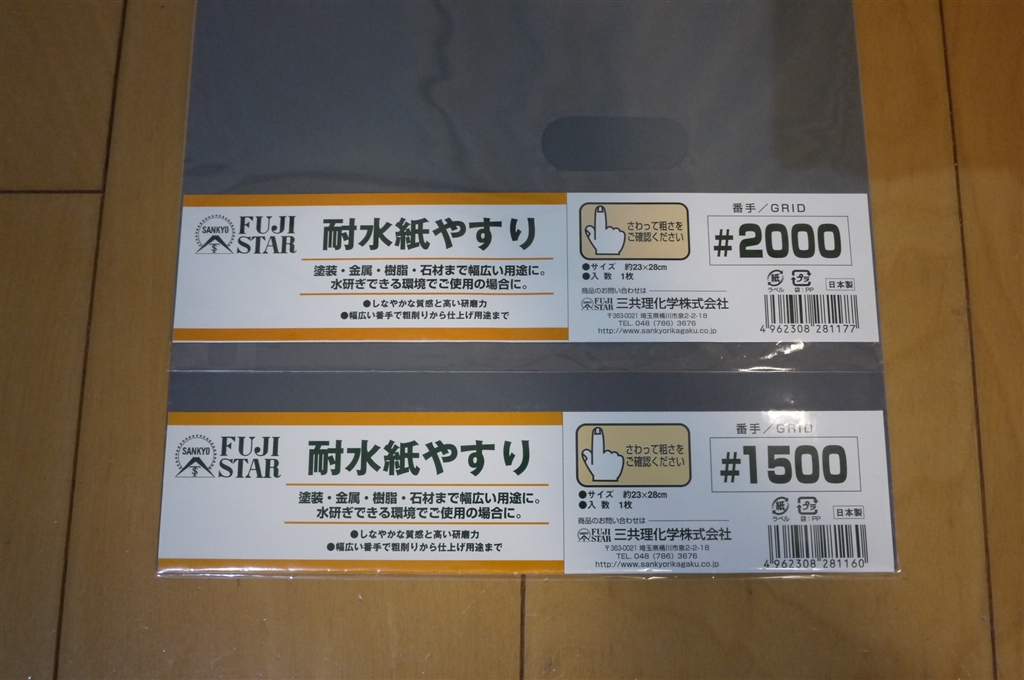 SANKYO
FUJI
STAR
耐水紙やすり
塗装・金属・樹脂・石材まで幅広い用途に。
水研ぎできる環境でご使用の場合に。
●しなやかな質感と高い研磨力
●幅広い番手で粗削りから仕上げ用途まで
さわって粗さを
ご確認ください
●サイズ 約23×28cm
●入数 1枚
商品のお問い合わせは
FUJI STAR 三共理化学株式会社
〒363-0021 埼玉県桶川市泉2-2-18
TEL. 048 (786) 3676
http://www.sankyorikagaku.co.jp
番手/GRID
#2000
紙 プラ
ラベル 袋:PP
日本製
4 962308 281177
SANKYO
FUJI
STAR
耐水紙やすり
塗装・金属・樹脂・石材まで幅広い用途に。
水研ぎできる環境でご使用の場合に。
●しなやかな質感と高い研磨力
●幅広い番手で粗削りから仕上げ用途まで
さわって粗さを
ご確認ください
●サイズ 約23×28cm
●入数 1枚
商品のお問い合わせは
FUJI STAR 三共理化学株式会社
〒363-0021 埼玉県桶川市泉2-2-18
TEL. 048 (786) 3676
http://www.sankyorikagaku.co.jp
番手/GRID
#1500
紙 プラ
ラベル 袋:PP
日本製
4 962308 281160